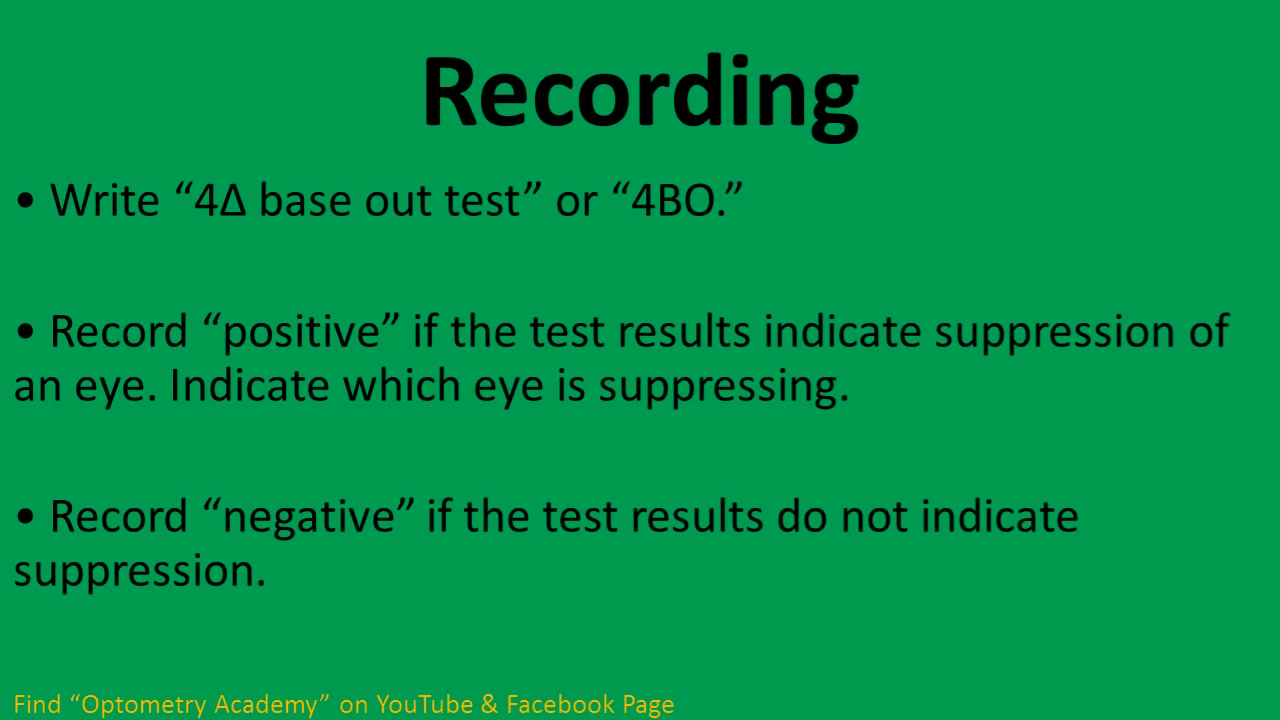 Recording
• Write “4Δ base out test” or “4BO.”
• Record “positive” if the test results indicate suppression of
an eye. Indicate which eye is suppressing.
• Record “negative” if the test results do not indicate
suppression.
Find “Optometry Academy” on YouTube & Facebook Page